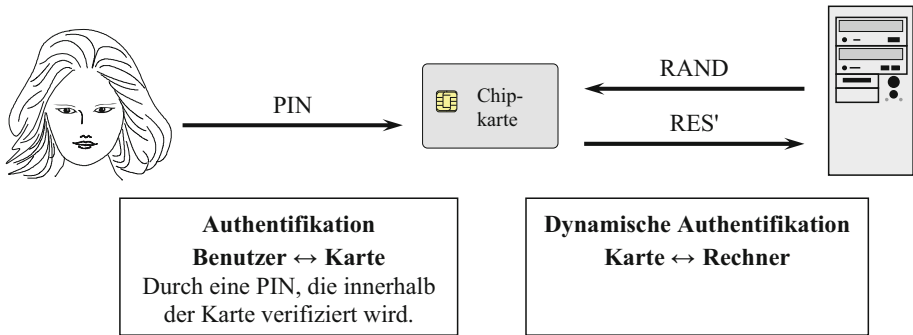 PIN
Chip-
karte
RAND
RES'
Authentifikation
Benutzer ↔ Karte
Durch eine PIN, die innerhalb
der Karte verifiziert wird.
Dynamische Authentifikation
Karte ↔ Rechner